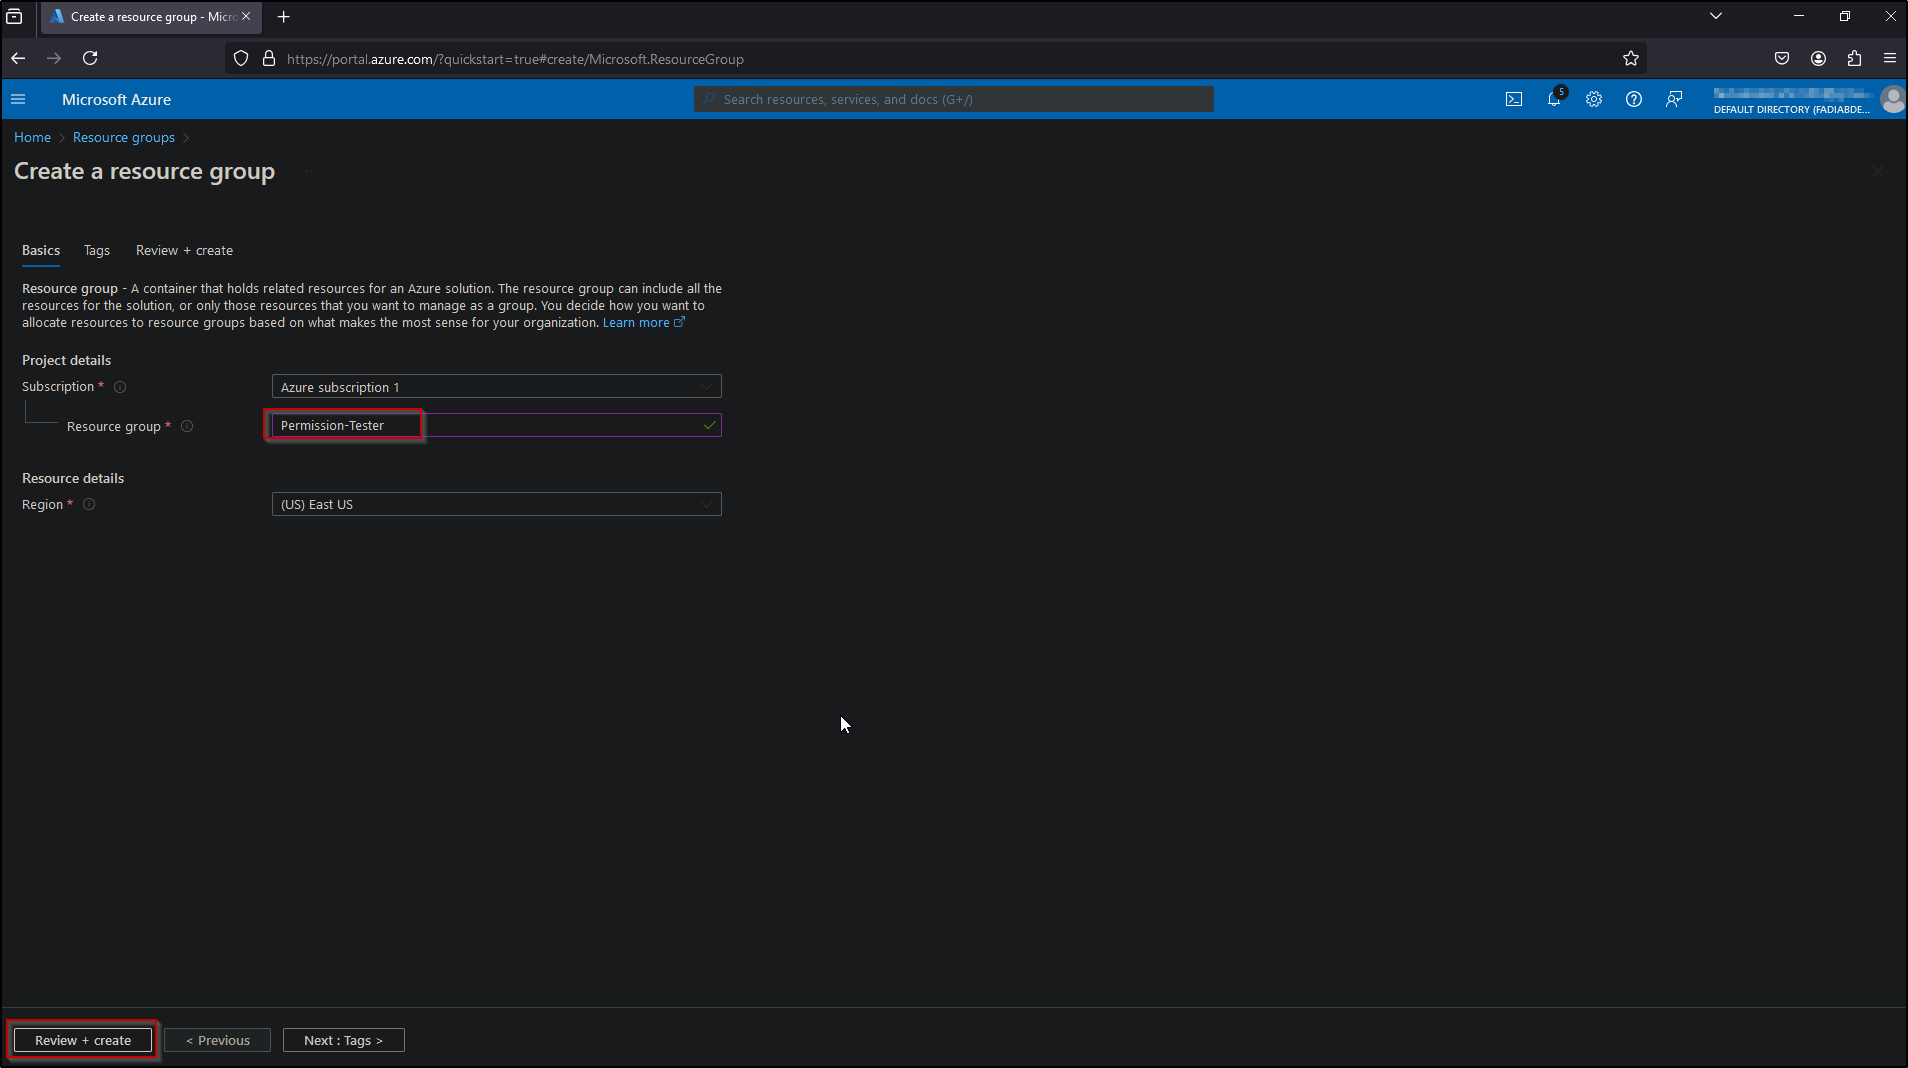 Create a resource group - Micr
https://portal.azure.com/?quickstart=true#create/Microsoft.ResourceGroup
Microsoft Azure
Search resources, services, and docs (G+/)
5
DEFAULT DIRECTORY (FADIABDE...
Home > Resource groups >
Create a resource group ...
Basics Tags Review + create
Resource group - A container that holds related resources for an Azure solution. The resource group can include all the
resources for the solution, or only those resources that you want to manage as a group. You decide how you want to
allocate resources to resource groups based on what makes the most sense for your organization. Learn more
Project details
Subscription * Azure subscription 1
Resource group * Permission-Tester
Resource details
Region * (US) East US
Review + create < Previous Next : Tags >